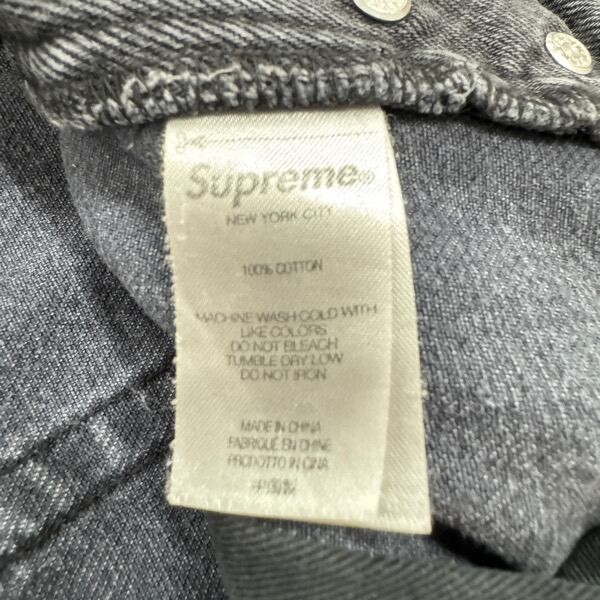 Supreme®
NEW YORK CITY
100% COTTON
MACHINE WASH COLD WITH
LIKE COLORS
DO NOT BLEACH
TUMBLE DRY LOW
DO NOT IRON
MADE IN CHINA
FABRIQUÉ EN CHINE
PRODOTTO IN CINA
中国製